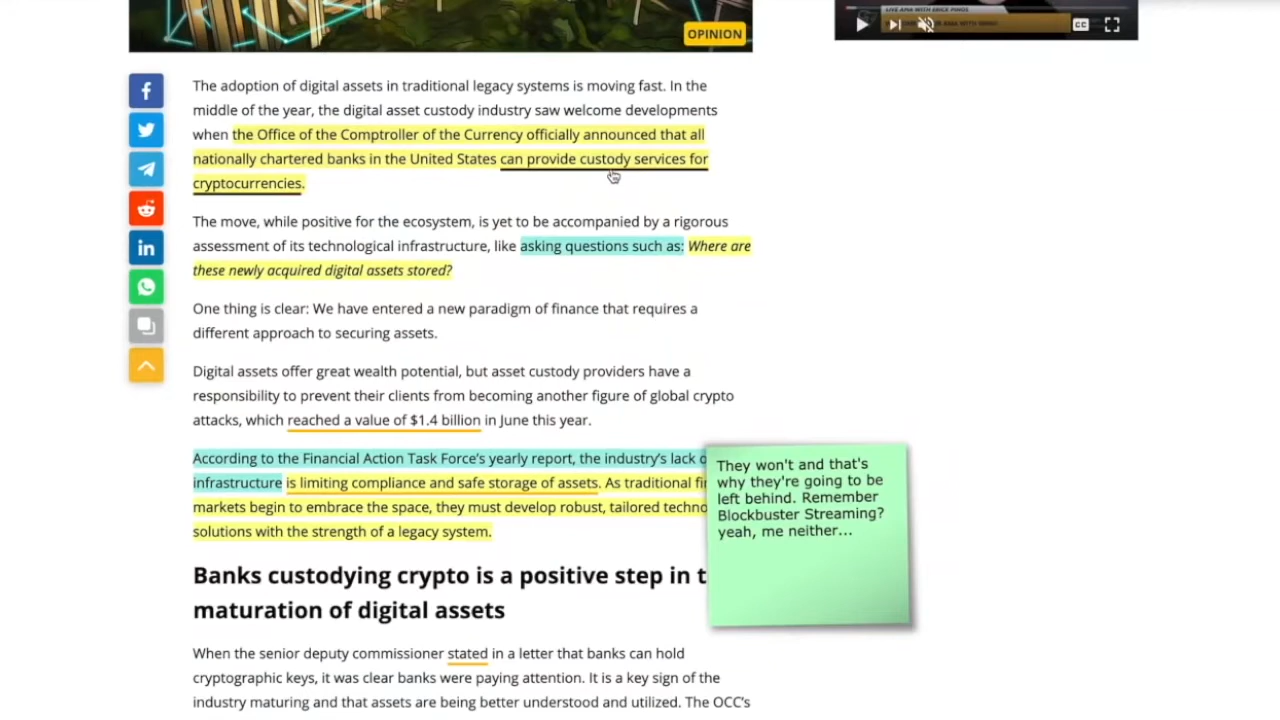 OPINION
LIVE AMA WITH ERICK PINOS
CC
The adoption of digital assets in traditional legacy systems is moving fast. In the
middle of the year, the digital asset custody industry saw welcome developments
when the Office of the Comptroller of the Currency officially announced that all
nationally chartered banks in the United States can provide custody services for
cryptocurrencies.
The move, while positive for the ecosystem, is yet to be accompanied by a rigorous
assessment of its technological infrastructure, like asking questions such as: Where are
these newly acquired digital assets stored?
One thing is clear: We have entered a new paradigm of finance that requires a
different approach to securing assets.
Digital assets offer great wealth potential, but asset custody providers have a
responsibility to prevent their clients from becoming another figure of global crypto
attacks, which reached a value of $1.4 billion in June this year.
According to the Financial Action Task Force's yearly report, the industry's lack
infrastructure is limiting compliance and safe storage of assets. As traditional
markets begin to embrace the space, they must develop robust, tailored techno
solutions with the strength of a legacy system.
They won't and that's
why they're going to be
left behind. Remember
Blockbuster Streaming?
yeah, me neither...
Banks custodying crypto is a positive step in
maturation of digital assets
When the senior deputy commissioner stated in a letter that banks can hold
cryptographic keys, it was clear banks were paying attention. It is a key sign of the
industry maturing and that assets are being better understood and utilized. The OCC's